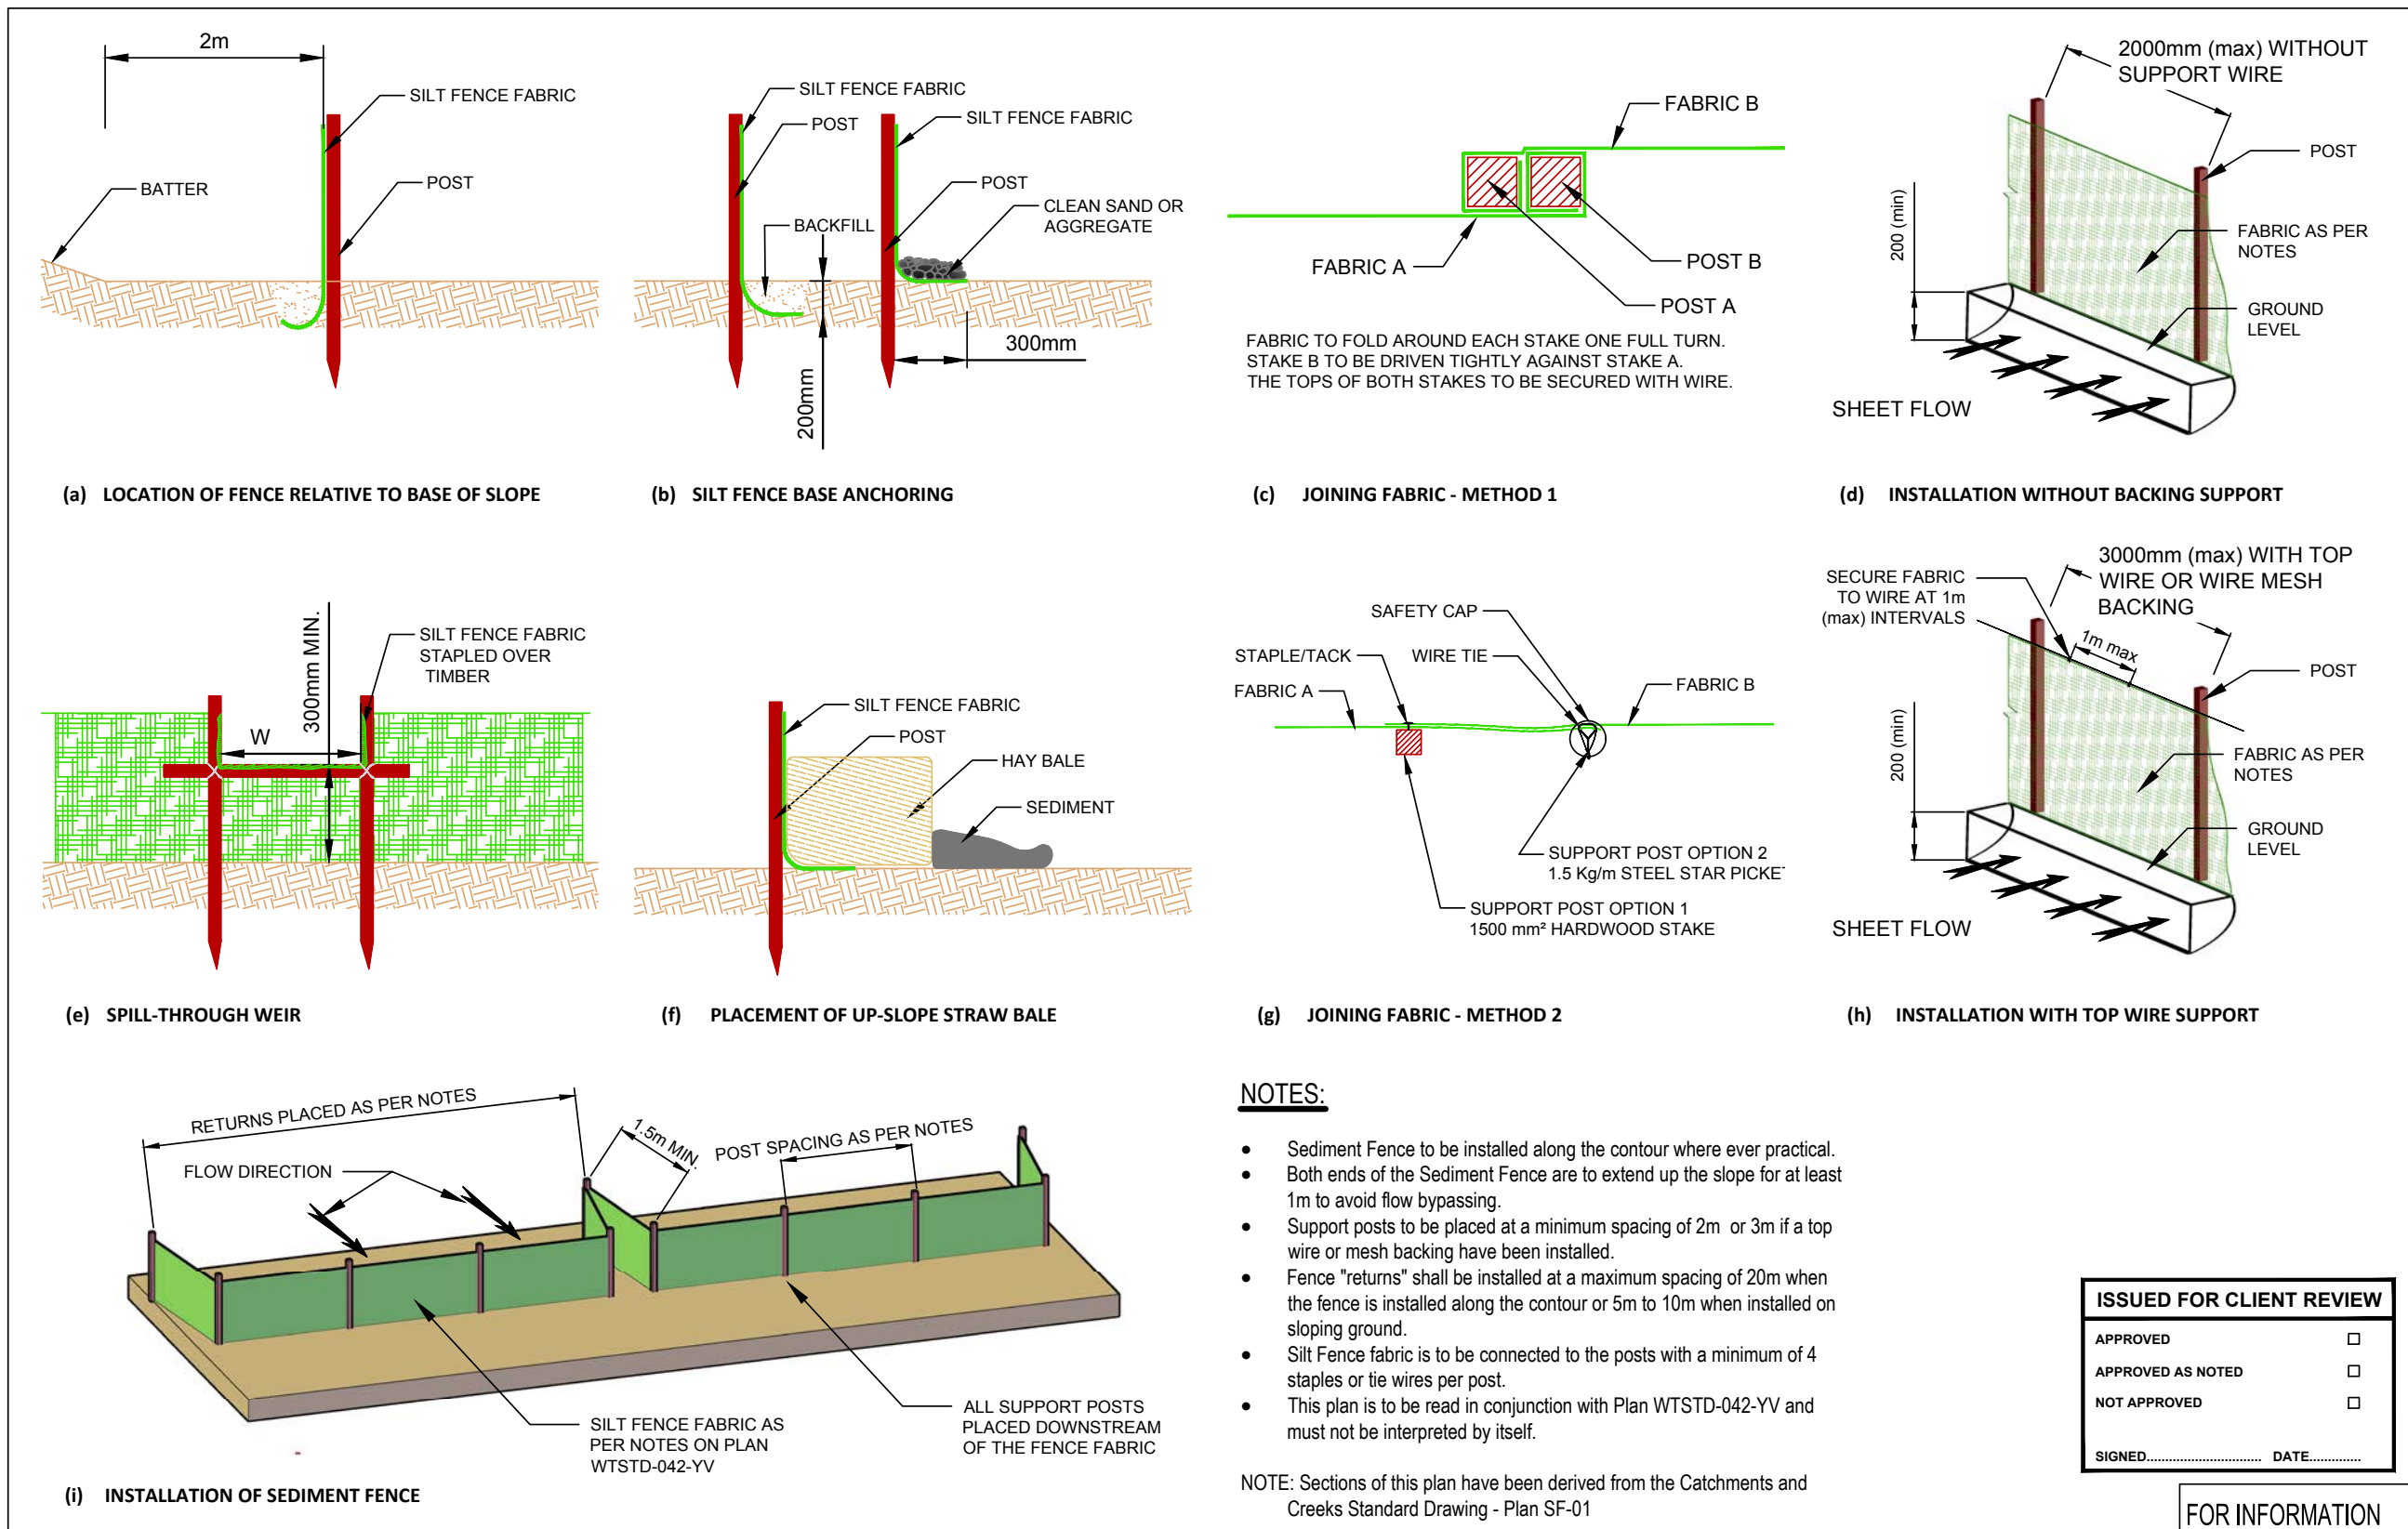 2m
SILT FENCE FABRIC
BATTER
POST
(a) LOCATION OF FENCE RELATIVE TO BASE OF SLOPE
SILT FENCE FABRIC
POST
SILT FENCE FABRIC
POST
CLEAN SAND OR
AGGREGATE
BACKFILL
300mm
200mm
(b) SILT FENCE BASE ANCHORING
FABRIC B
FABRIC A
POST B
POST A
FABRIC TO FOLD AROUND EACH STAKE ONE FULL TURN.
STAKE B TO BE DRIVEN TIGHTLY AGAINST STAKE A.
THE TOPS OF BOTH STAKES TO BE SECURED WITH WIRE.
(c) JOINING FABRIC - METHOD 1
2000mm (max) WITHOUT
SUPPORT WIRE
POST
200 (min)
FABRIC AS PER
NOTES
GROUND
LEVEL
SHEET FLOW
(d) INSTALLATION WITHOUT BACKING SUPPORT
300mm MIN.
SILT FENCE FABRIC
STAPLED OVER
TIMBER
W
(e) SPILL-THROUGH WEIR
SILT FENCE FABRIC
POST
HAY BALE
SEDIMENT
(f) PLACEMENT OF UP-SLOPE STRAW BALE
SAFETY CAP
STAPLE/TACK
WIRE TIE
FABRIC A
FABRIC B
SUPPORT POST OPTION 2
1.5 Kg/m STEEL STAR PICKE
SUPPORT POST OPTION 1
1500 mm² HARDWOOD STAKE
(g) JOINING FABRIC - METHOD 2
3000mm (max) WITH TOP
WIRE OR WIRE MESH
BACKING
SECURE FABRIC
TO WIRE AT 1m
(max) INTERVALS
1m max
POST
200 (min)
FABRIC AS PER
NOTES
GROUND
LEVEL
SHEET FLOW
(h) INSTALLATION WITH TOP WIRE SUPPORT
RETURNS PLACED AS PER NOTES
1.5m MIN.
POST SPACING AS PER NOTES
FLOW DIRECTION
SILT FENCE FABRIC AS
PER NOTES ON PLAN
WTSTD-042-YV
ALL SUPPORT POSTS
PLACED DOWNSTREAM
OF THE FENCE FABRIC
(i) INSTALLATION OF SEDIMENT FENCE
NOTES:
• Sediment Fence to be installed along the contour where ever practical.
• Both ends of the Sediment Fence are to extend up the slope for at least
1m to avoid flow bypassing.
• Support posts to be placed at a minimum spacing of 2m or 3m if a top
wire or mesh backing have been installed.
• Fence "returns" shall be installed at a maximum spacing of 20m when
the fence is installed along the contour or 5m to 10m when installed on
sloping ground.
• Silt Fence fabric is to be connected to the posts with a minimum of 4
staples or tie wires per post.
• This plan is to be read in conjunction with Plan WTSTD-042-YV and
must not be interpreted by itself.
NOTE: Sections of this plan have been derived from the Catchments and
Creeks Standard Drawing - Plan SF-01
ISSUED FOR CLIENT REVIEW
APPROVED
APPROVED AS NOTED
NOT APPROVED
SIGNED............................... DATE..............
FOR INFORMATION